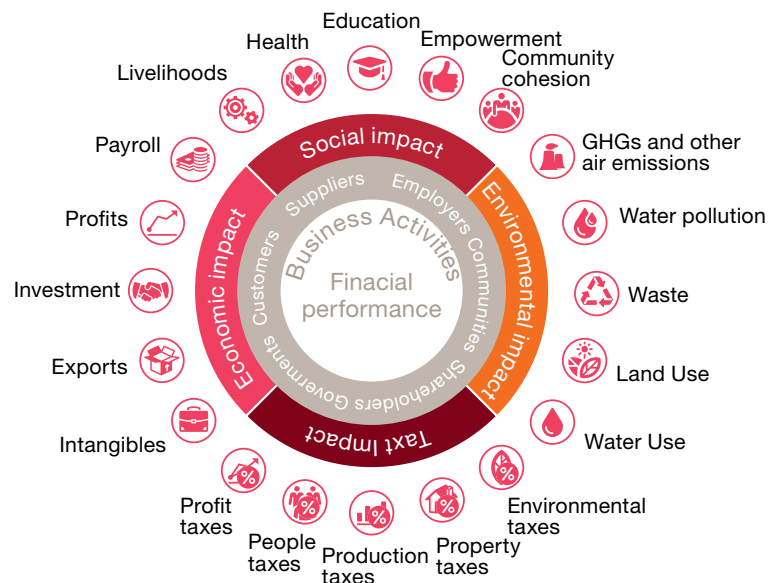 Education
Health
Empowerment
Livelihoods
Community
cohesion
Payroll
GHGs and other
air emissions
Profits
Water pollution
Investment
Waste
Exports
Land Use
Intangibles
Water Use
Profit
taxes
People
taxes
Production
taxes
Property
taxes
Environmental
taxes
Social impact
Environmental impact
Taxt Impact
Economic impact
Suppliers
Employers
Communities
Shareholders
Goverments
Customers
Business Activities
Finacial
performance